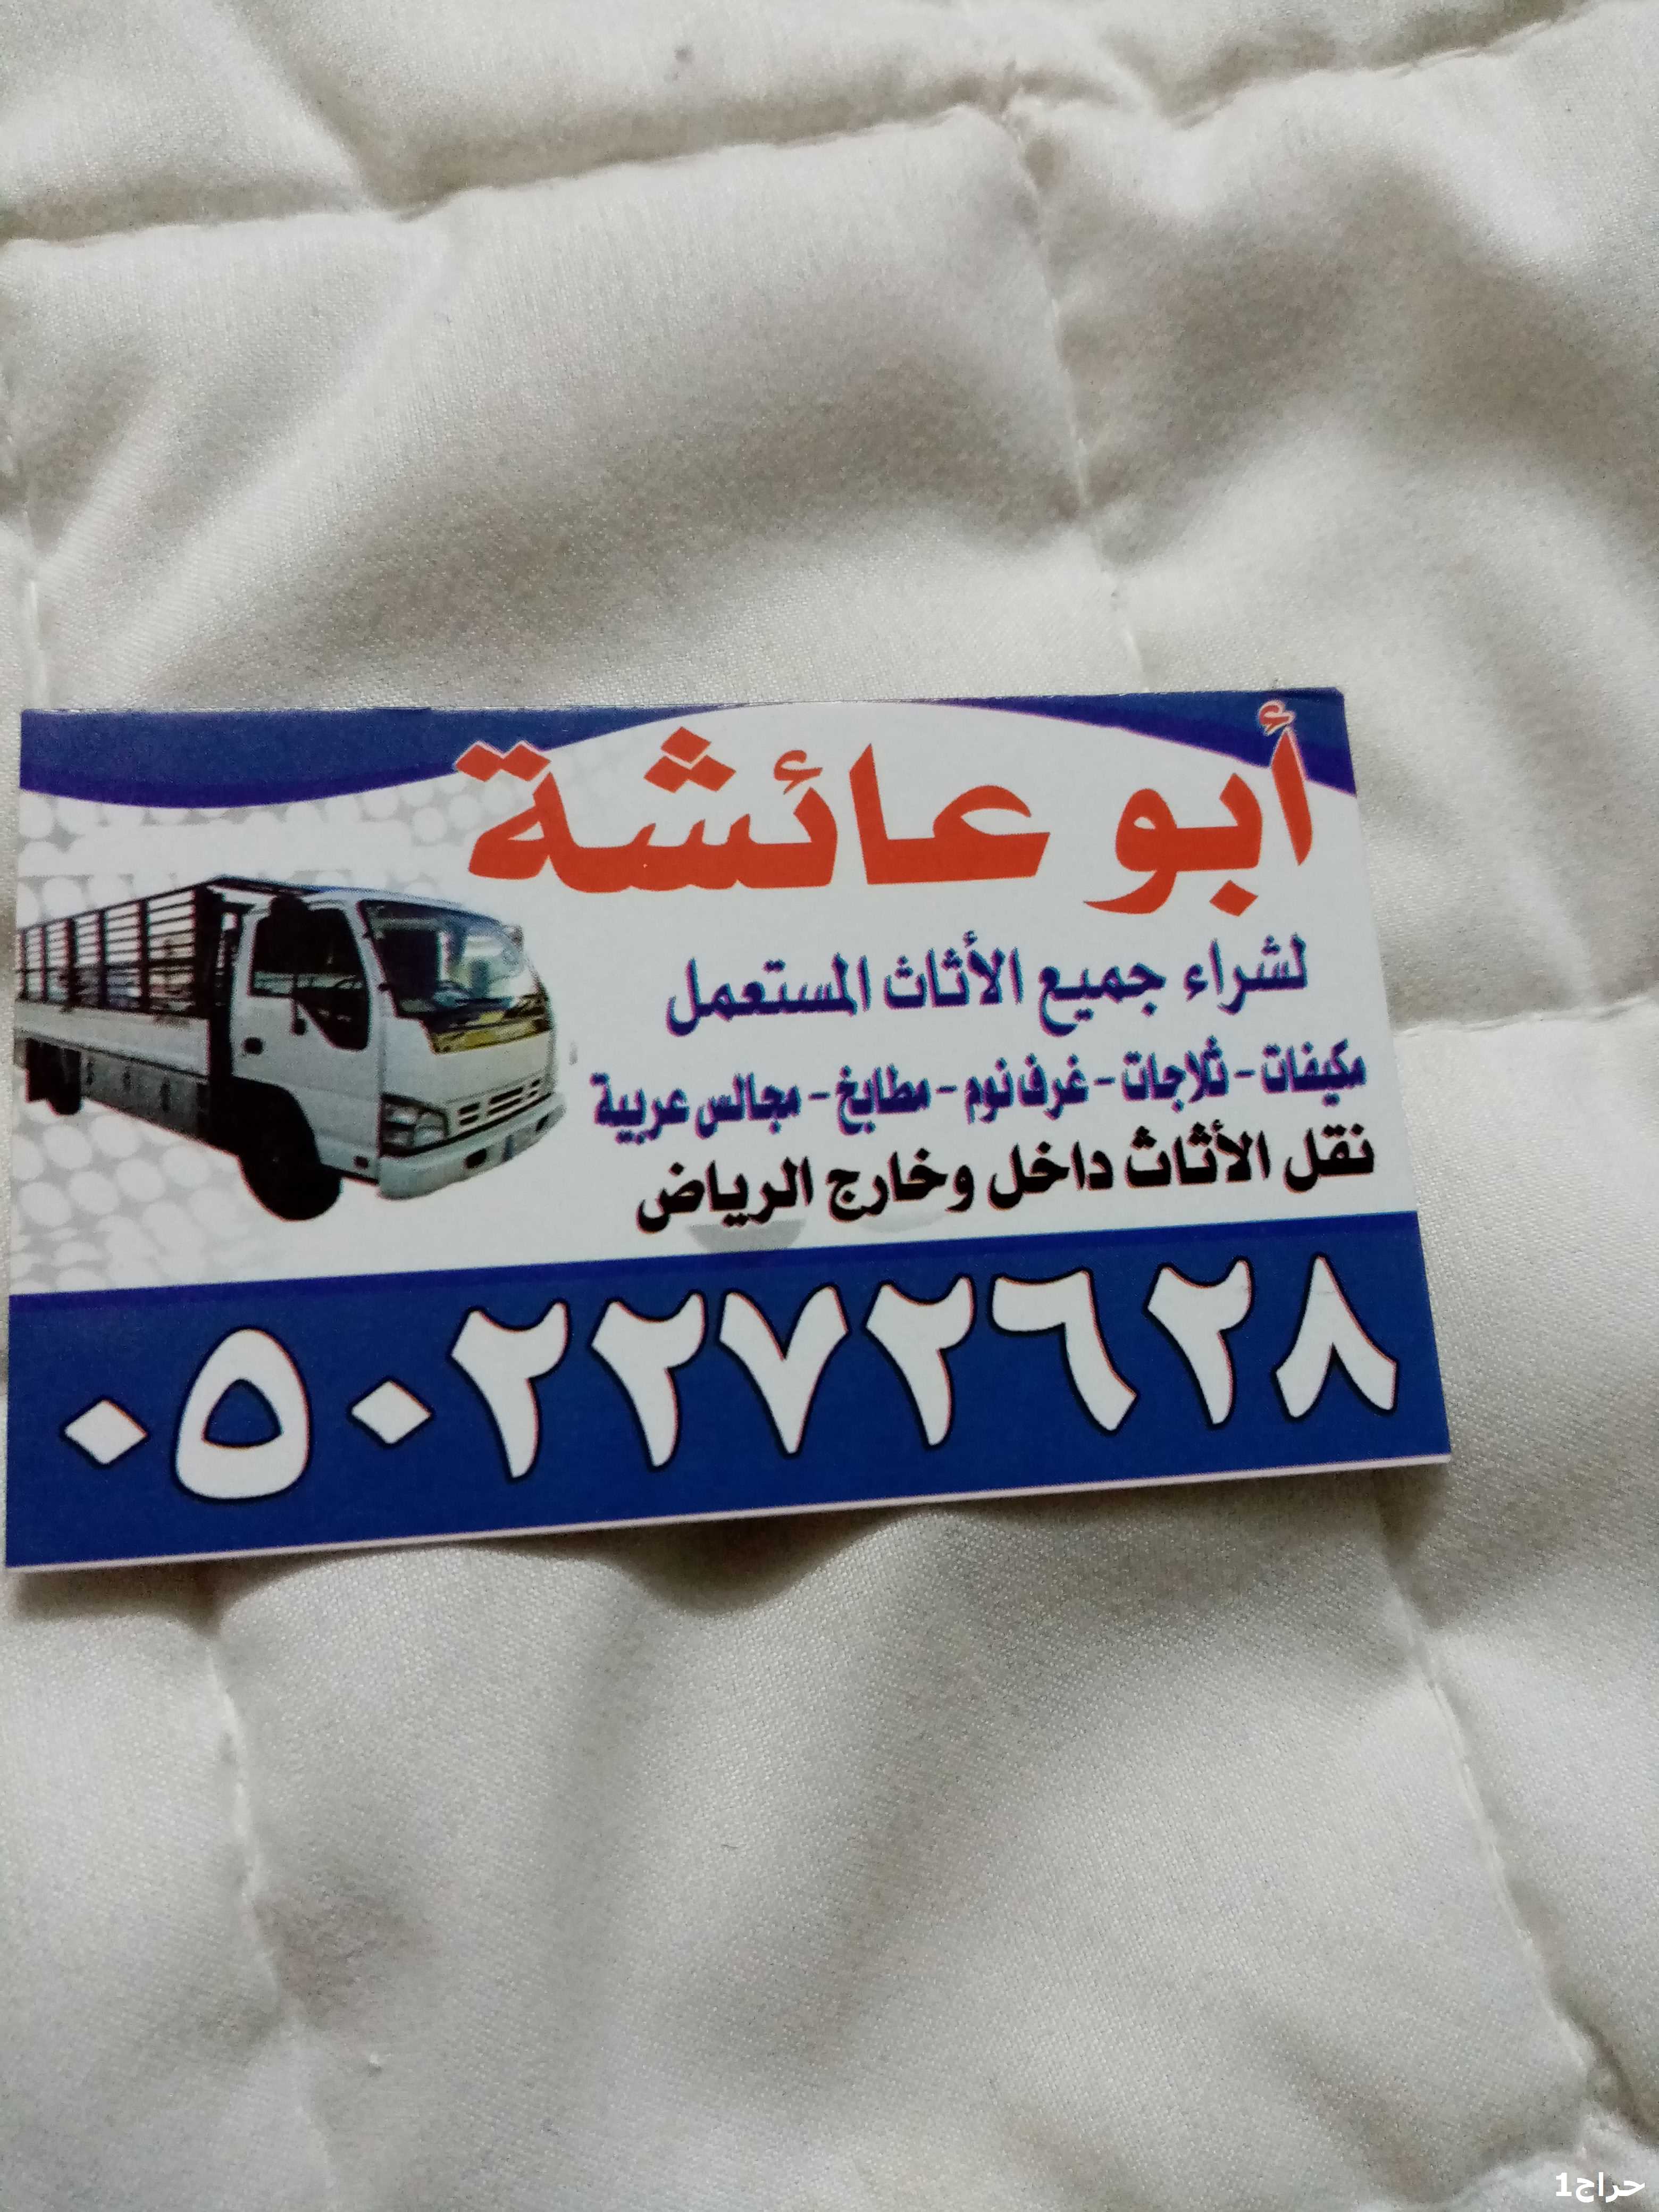 أبو عائشة
لشراء جميع الأثاث المستعمل
مكيفات - ثلاجات - غرف نوم - مطابخ - مجالس عربية
نقل الأثاث داخل وخارج الرياض
٠٥٠٢٢٧٢٦٢٨
حراج1